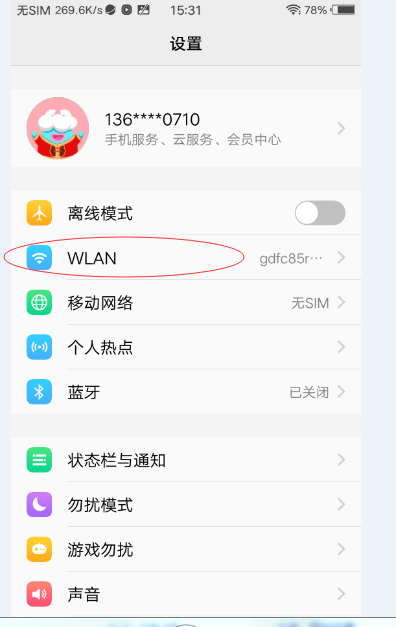 无SIM 269.6K/s 15:31 78%
设置
136****0710
手机服务、云服务、会员中心
离线模式
WLAN gdfc85r···
移动网络 无SIM
个人热点
蓝牙 已关闭
状态栏与通知
勿扰模式
游戏勿扰
声音